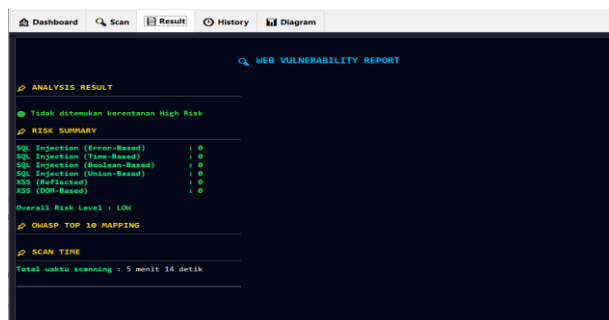 Dashboard Scan Result History Diagram
WEB VULNERABILITY REPORT
ANALYSIS RESULT
Tidak ditemukan kerentanan High Risk
RISK SUMMARY
SQL Injection (Error-Based) : 0
SQL Injection (Time-Based) : 0
SQL Injection (Boolean-Based) : 0
SQL Injection (Union-Based) : 0
XSS (Reflected) : 0
XSS (DOM-Based) : 0
Overall Risk Level : LOW
OWASP TOP 10 MAPPING
SCAN TIME
Total waktu scanning : 5 menit 14 detik